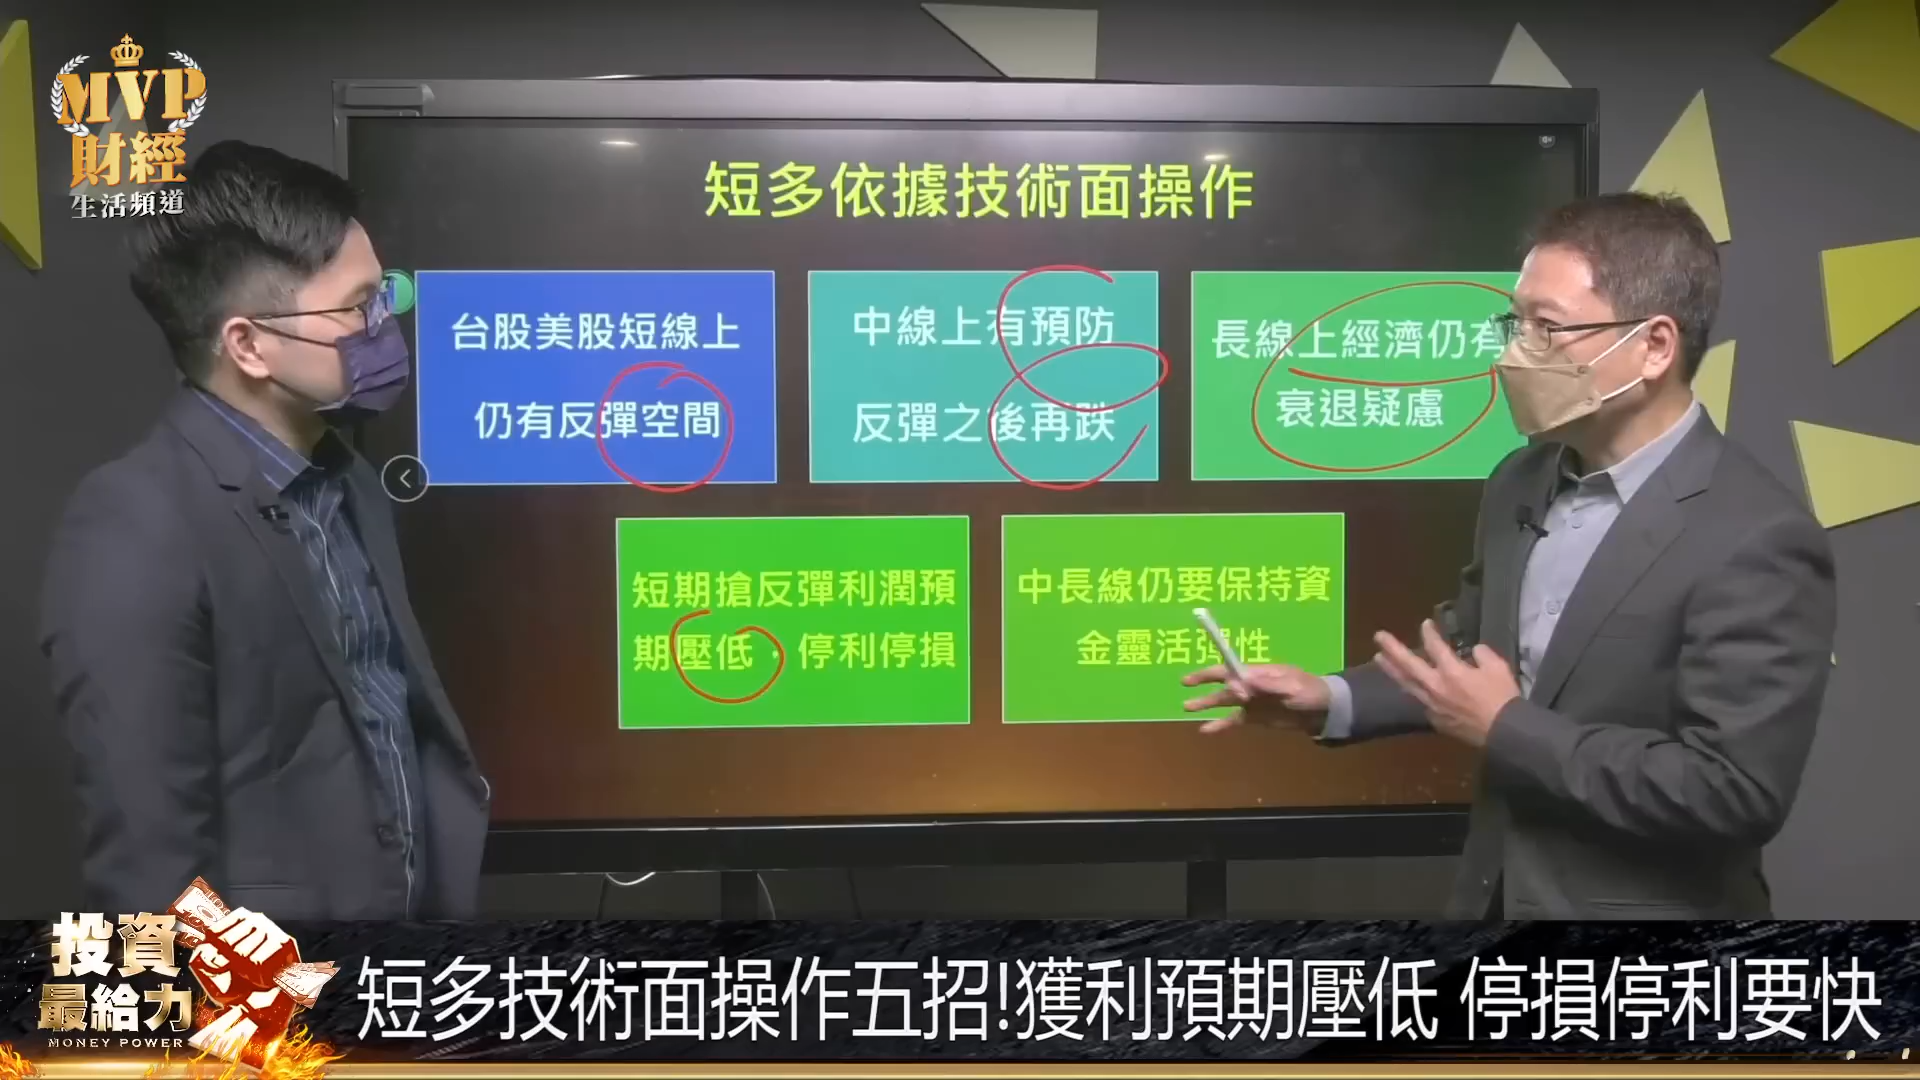 MVP
財經
生活頻道
短多依據技術面操作
台股美股短線上
仍有反彈空間
中線上有預防
反彈之後再跌
長線上經濟仍有
衰退疑慮
短期搶反彈利潤預
期壓低，停利停損
中長線仍要保持資
金靈活彈性
投資
最給力
MONEY POWER
短多技術面操作五招!獲利預期壓低 停損停利要快